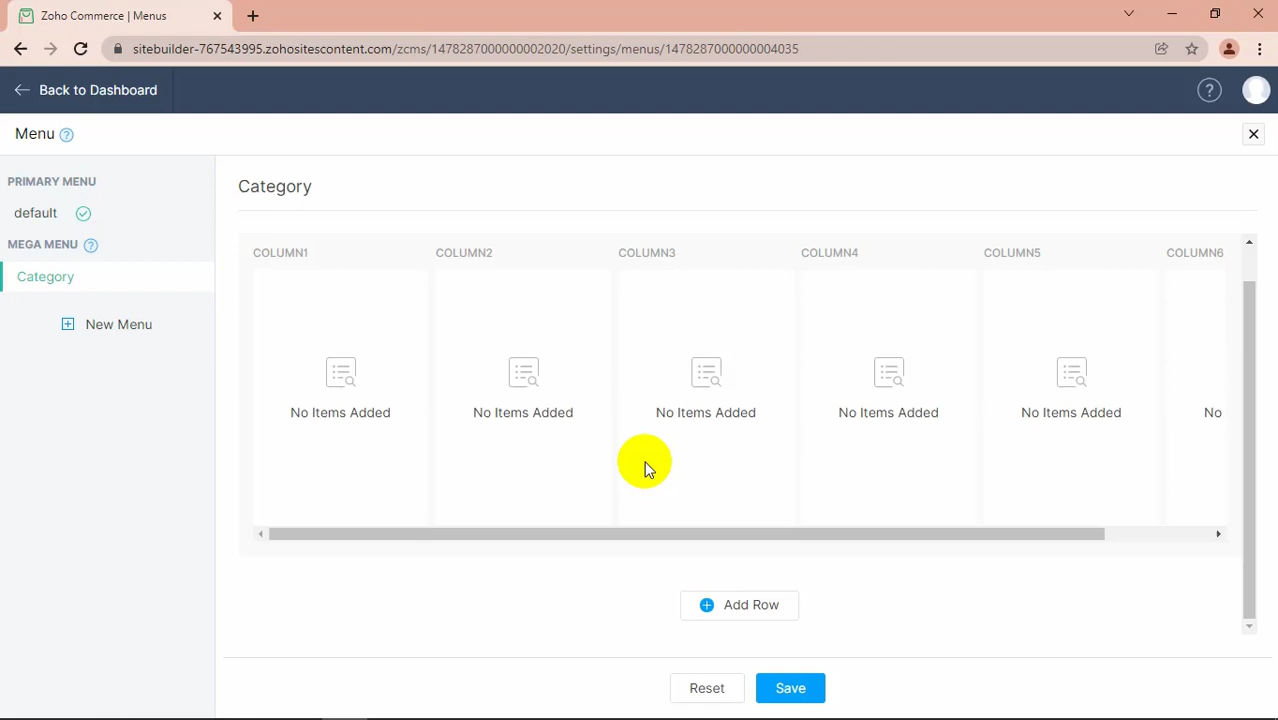 Zoho Commerce | Menus
sitebuilder-767543995.zohositescontent.com/zcms/1478287000000002020/settings/menus/1478287000000004035
Back to Dashboard
Menu
PRIMARY MENU
default
MEGA MENU
Category
New Menu
Category
COLUMN1 COLUMN2 COLUMN3 COLUMN4 COLUMN5 COLUMN6
No Items Added No Items Added No Items Added No Items Added No Items Added No
Add Row
Reset Save